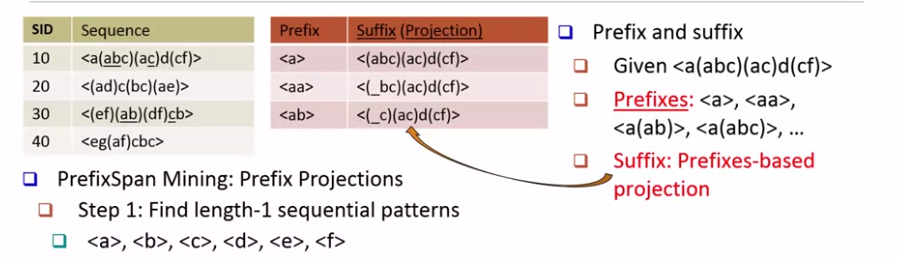 SID Sequence
10 <a(abc)(ac)d(cf)>
20 <(ad)c(bc)(ae)>
30 <(ef)(ab)(df)cb>
40 <eg(af)cbc>
Prefix Suffix (Projection)
<a> <(abc)(ac)d(cf)>
<aa> <(_bc)(ac)d(cf)>
<ab> <(_c)(ac)d(cf)>
Prefix and suffix
Given <a(abc)(ac)d(cf)>
Prefixes: <a>, <aa>,
<a(ab)>, <a(abc)>, ...
Suffix: Prefixes-based
projection
PrefixSpan Mining: Prefix Projections
Step 1: Find length-1 sequential patterns
<a>, <b>, <c>, <d>, <e>, <f>